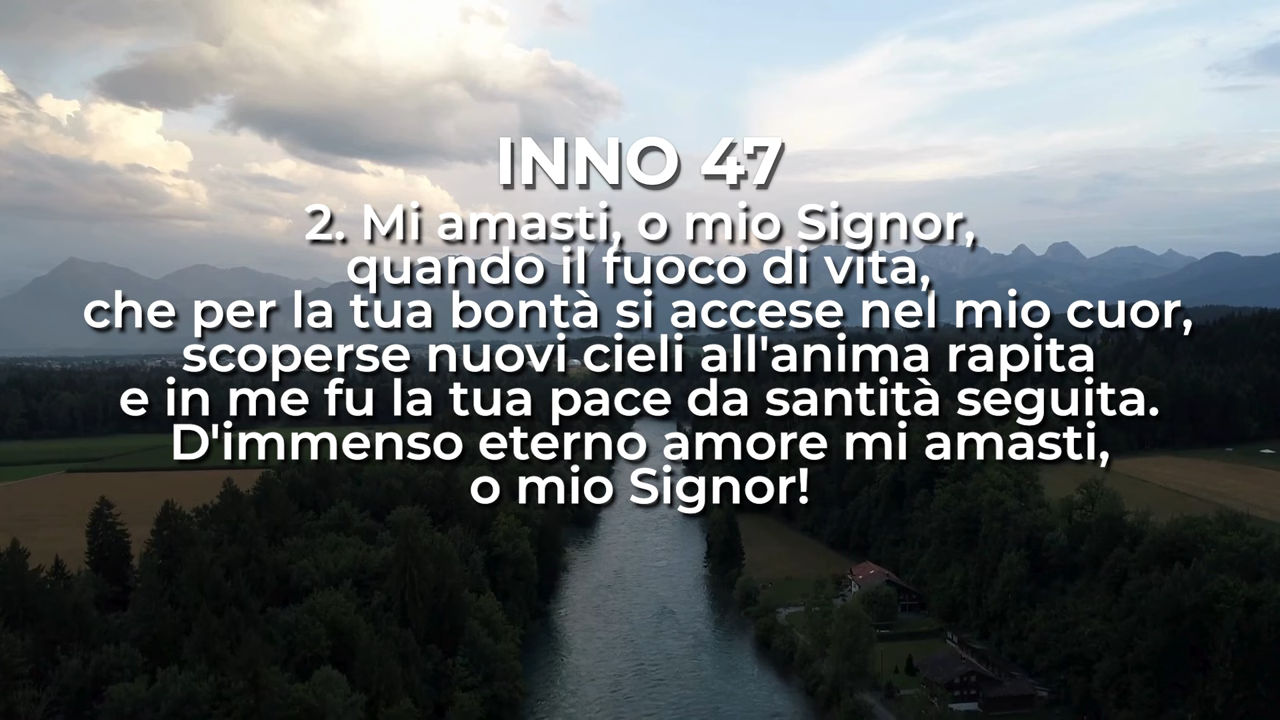 INNO 47
2. Mi amasti, o mio Signor,
quando il fuoco di vita,
che per la tua bontà si accese nel mio cuor,
scoperse nuovi cieli all'anima rapita
e in me fu la tua pace da santità seguita.
D'immenso eterno amore mi amasti,
o mio Signor!